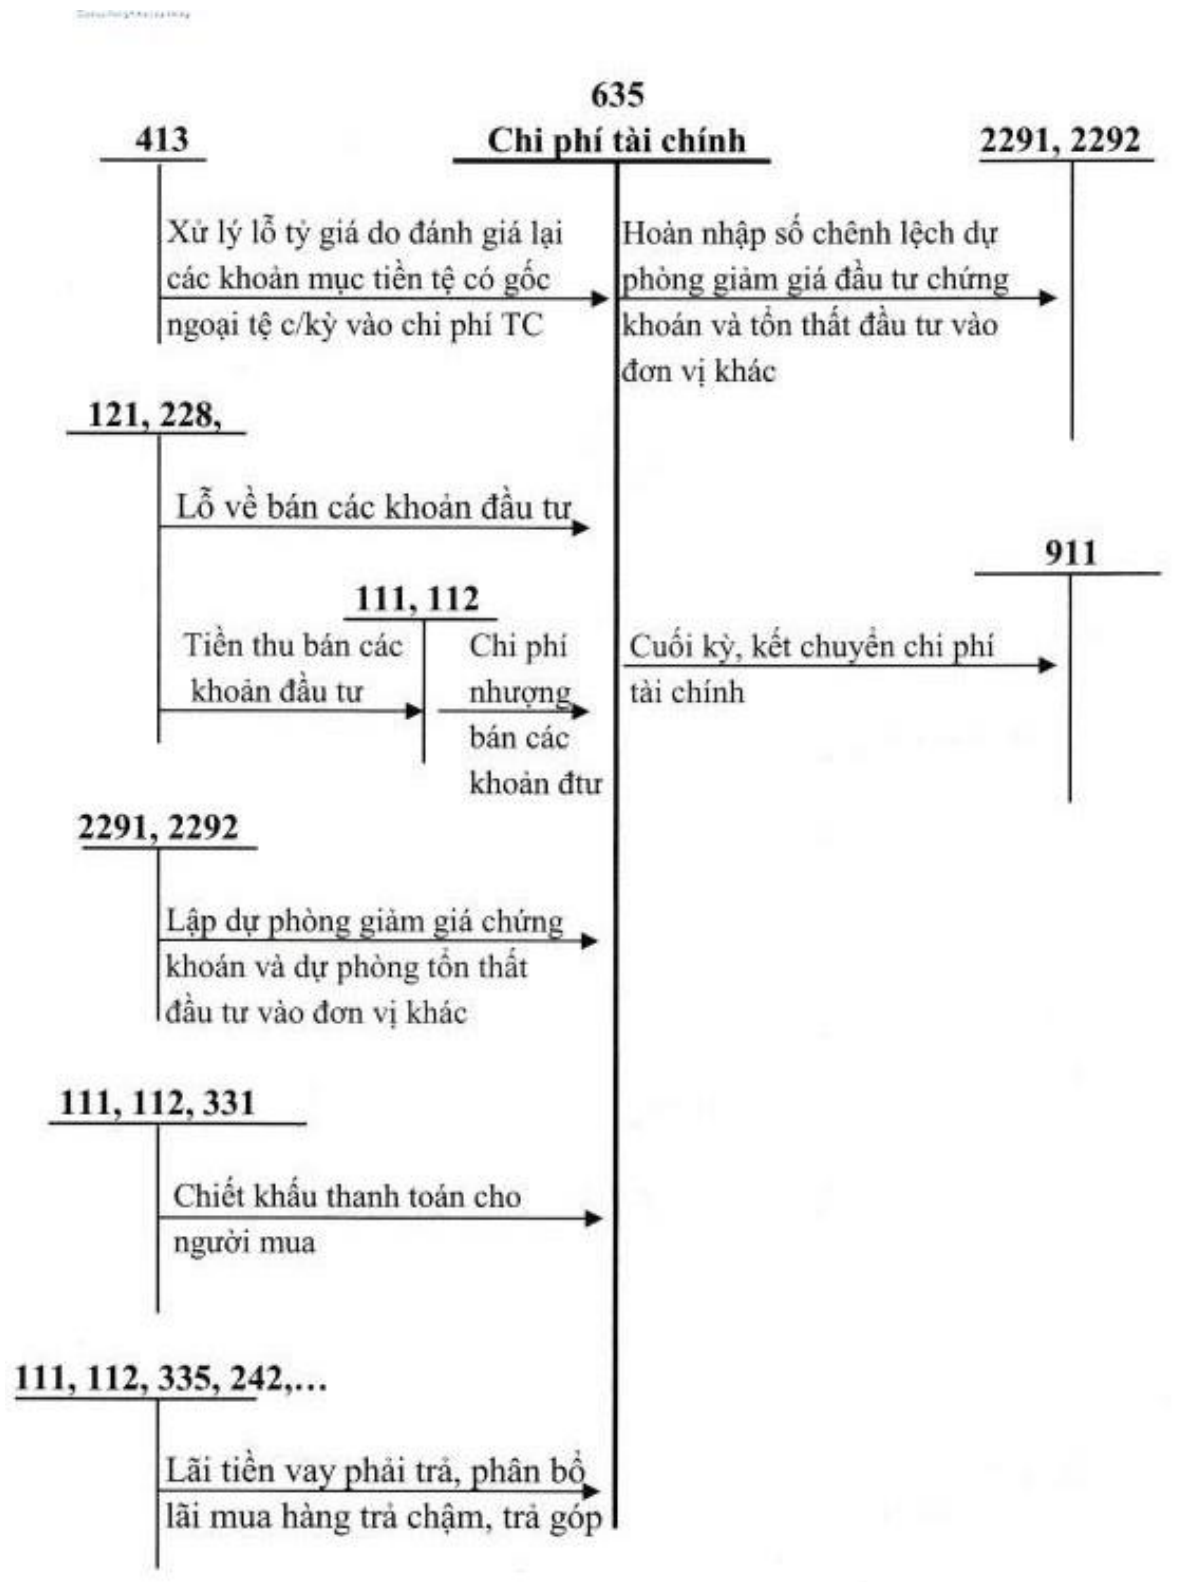 635
413
Chi phí tài chính
2291, 2292
Xử lý lỗ tỷ giá do đánh giá lại
các khoản mục tiền tệ có gốc
ngoại tệ c/kỳ vào chi phí TC
Hoàn nhập số chênh lệch dự
phòng giảm giá đầu tư chứng
khoán và tổn thất đầu tư vào
đơn vị khác
121, 228,
Lỗ về bán các khoản đầu tư
911
111, 112
Tiền thu bán các
khoản đầu tư
Chi phí
nhượng
bán các
khoản đtư
Cuối kỳ, kết chuyển chi phí
tài chính
2291, 2292
Lập dự phòng giảm giá chứng
khoán và dự phòng tổn thất
đầu tư vào đơn vị khác
111, 112, 331
Chiết khấu thanh toán cho
người mua
111, 112, 335, 242,...
Lãi tiền vay phải trả, phân bổ
lãi mua hàng trả chậm, trả góp